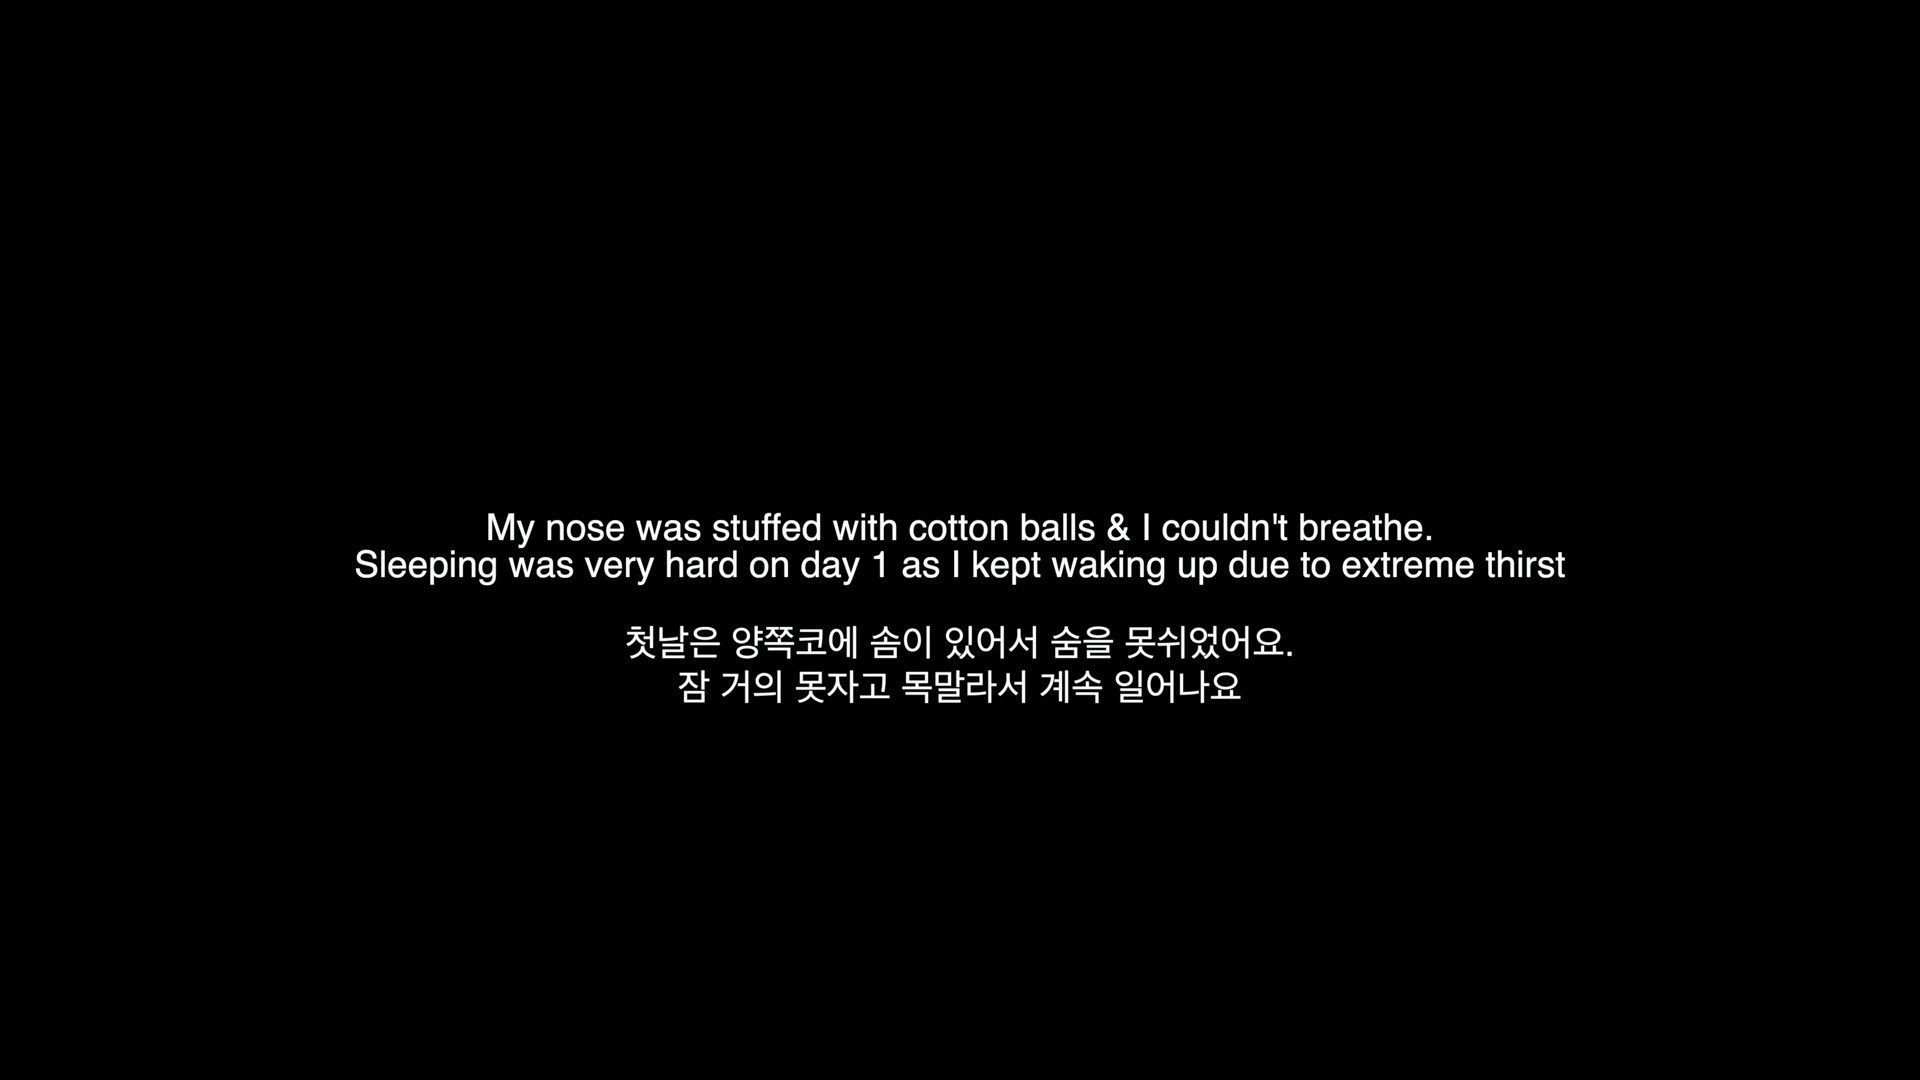 My nose was stuffed with cotton balls & I couldn't breathe.
Sleeping was very hard on day 1 as I kept waking up due to extreme thirst
첫날은 양쪽코에 솜이 있어서 숨을 못쉬었어요.
잠 거의 못자고 목말라서 계속 일어나요